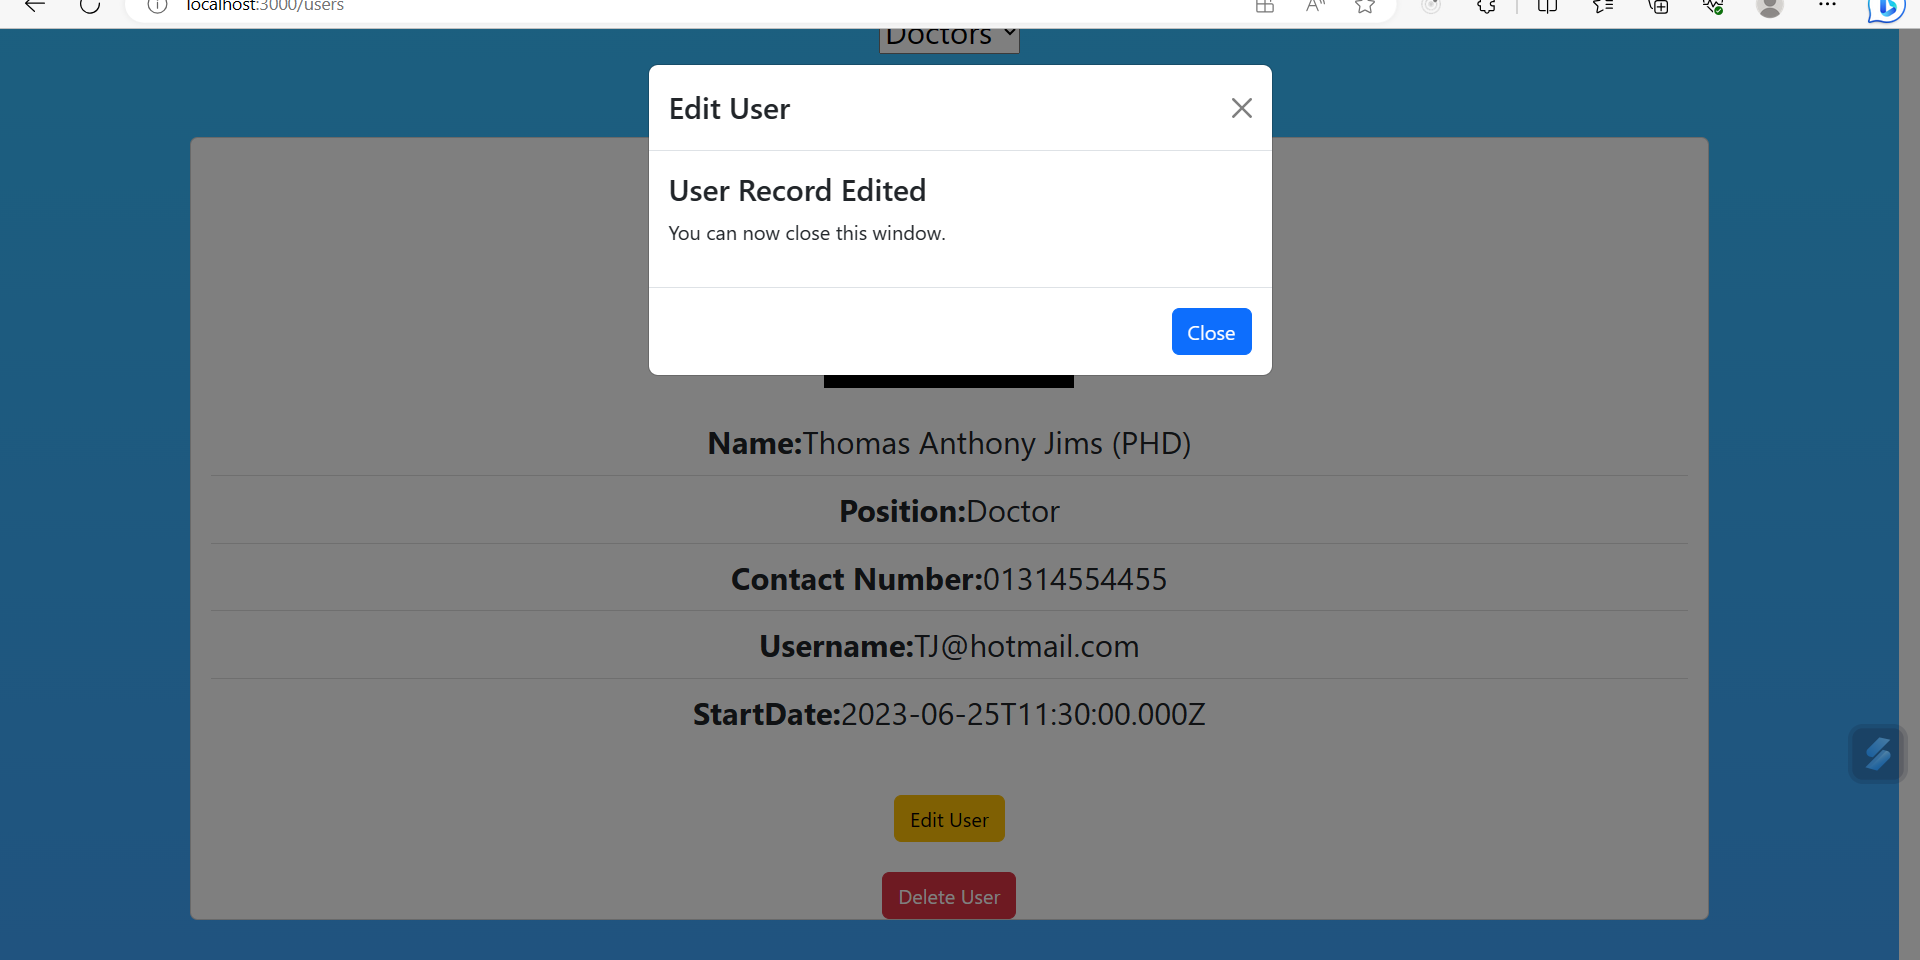 localhost:3000/users
Doctors
Edit User
User Record Edited
You can now close this window.
Close
Name:Thomas Anthony Jims (PHD)
Position:Doctor
Contact Number:01314554455
Username:TJ@hotmail.com
StartDate:2023-06-25T11:30:00.000Z
Edit User
Delete User